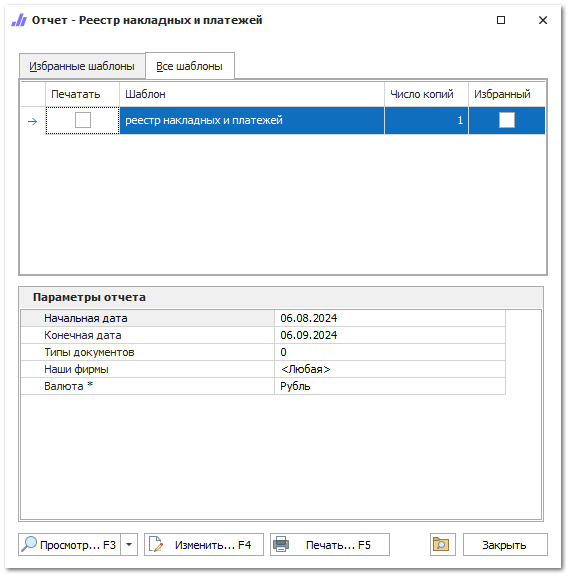 Отчет - Реестр накладных и платежей
Избранные шаблоны Все шаблоны
Печатать Шаблон Число копий Избранный
реестр накладных и платежей 1
Параметры отчета
Начальная дата 06.08.2024
Конечная дата 06.09.2024
Типы документов 0
Наши фирмы <Любая>
Валюта * Рубль
Просмотр... F3 Изменить... F4 Печать... F5 Закрыть